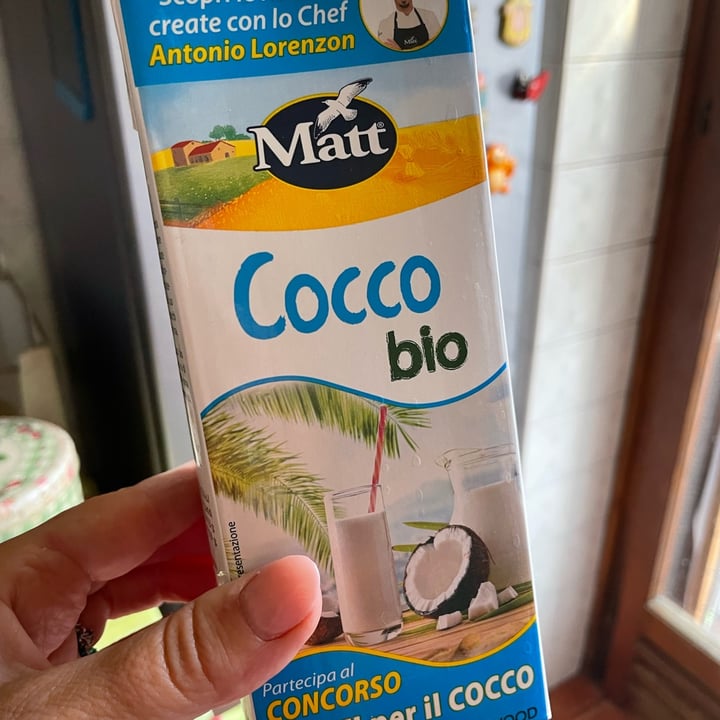 create con lo Chef
Antonio Lorenzon
Matt®
Cocco
bio
Partecipa al
CONCORSO
per il COCCO